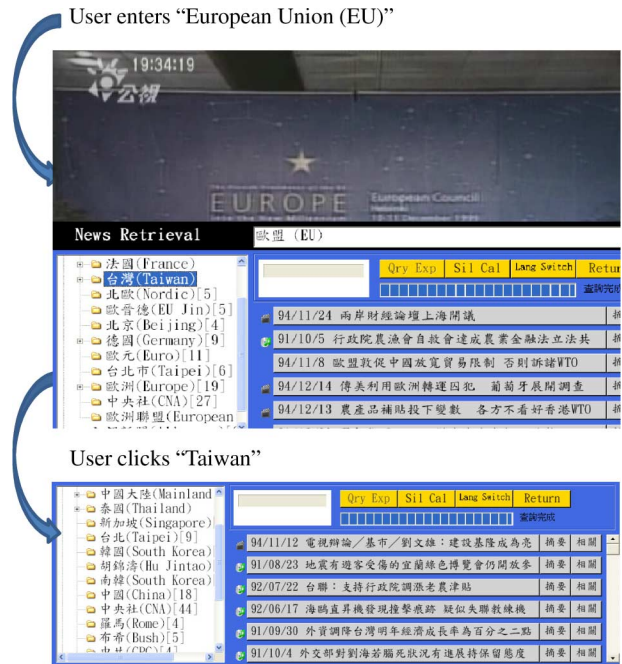 User enters “European Union (EU)”
19:34:19
公視
EUROPE
European Council
News Retrieval
歐盟 (EU)
法國(France)
台灣(Taiwan)
北歐(Nordic)[5]
歐晉德(EU Jin)[5]
北京(Beijing)[4]
德國(Germany)[9]
歐元(Euro)[11]
台北市(Taipei)[6]
歐洲(Europe)[19]
中央社(CNA)[27]
歐洲聯盟(European
Qry Exp Sil Cal Lang Switch Retur
查詢完成
94/11/24 兩岸財經論壇上海開議
91/10/5 行政院農漁會自救會達成農業金融法立法共
94/11/8 歐盟敦促中國放寬貿易限制 否則訴諸WTO
94/12/14 傳美利用歐洲轉運囚犯 葡萄牙展開調查
94/12/13 農產品補貼投下變數 各方不看好香港WTO
User clicks “Taiwan”
中國大陸(Mainland
泰國(Thailand)
新加坡(Singapore)
台北(Taipei)[9]
韓國(South Korea)
胡錦濤(Hu Jintao)
南韓(South Korea)
中國(China)[18]
中央社(CNA)[44]
羅馬(Rome)[4]
布希(Bush)[5]
Qry Exp Sil Cal Lang Switch Return
查詢完成
94/11/12 電視辯論／基市／劉文雄：建設基隆成為亮 摘要 相關
91/08/23 地震有遊客受傷的宜蘭綠色博覽會仍開放參 摘要 相關
92/07/22 台聯：支持行政院調漲老農津貼 摘要 相關
92/06/17 海鷗直昇機發現撞擊痕跡 疑似失聯教練機 摘要 相關
91/09/30 外資調降台灣明年經濟成長率為百分之二點 摘要 相關
91/10/4 外交部對劉海若腦死狀況有進展持保留態度 摘要 相關